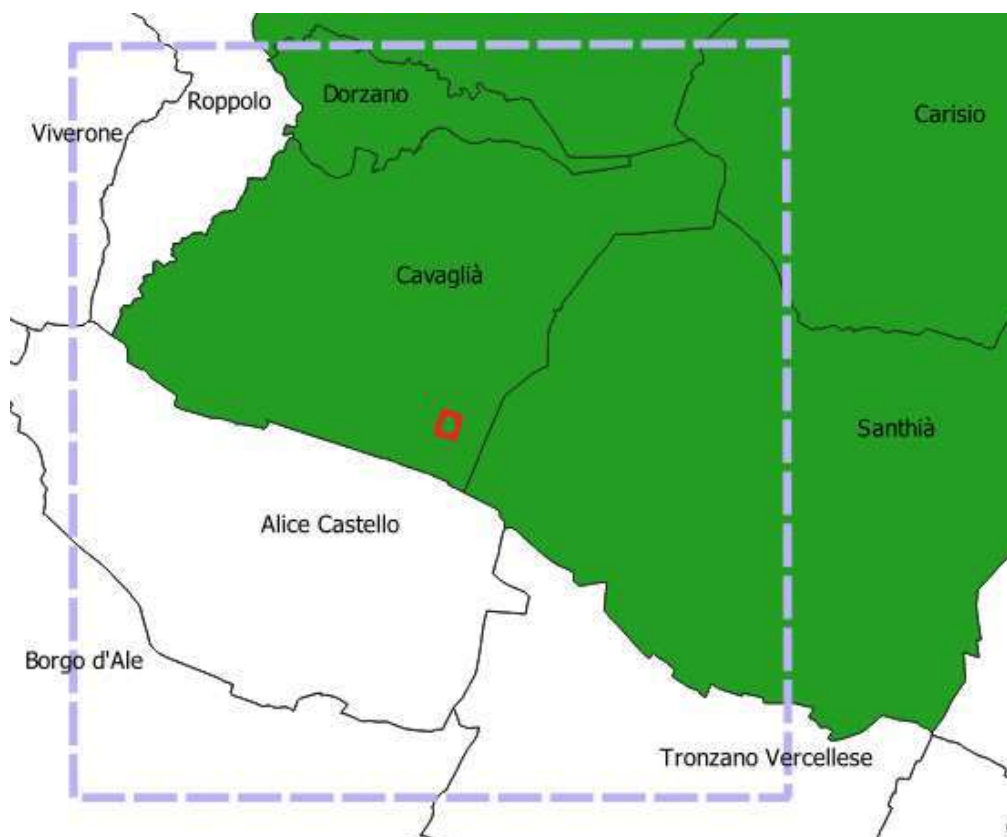 Roppolo
Dorzano
Carisio
Viverone
Cavaglià
Santhià
Alice Castello
Borgo d'Ale
Tronzano Vercellese